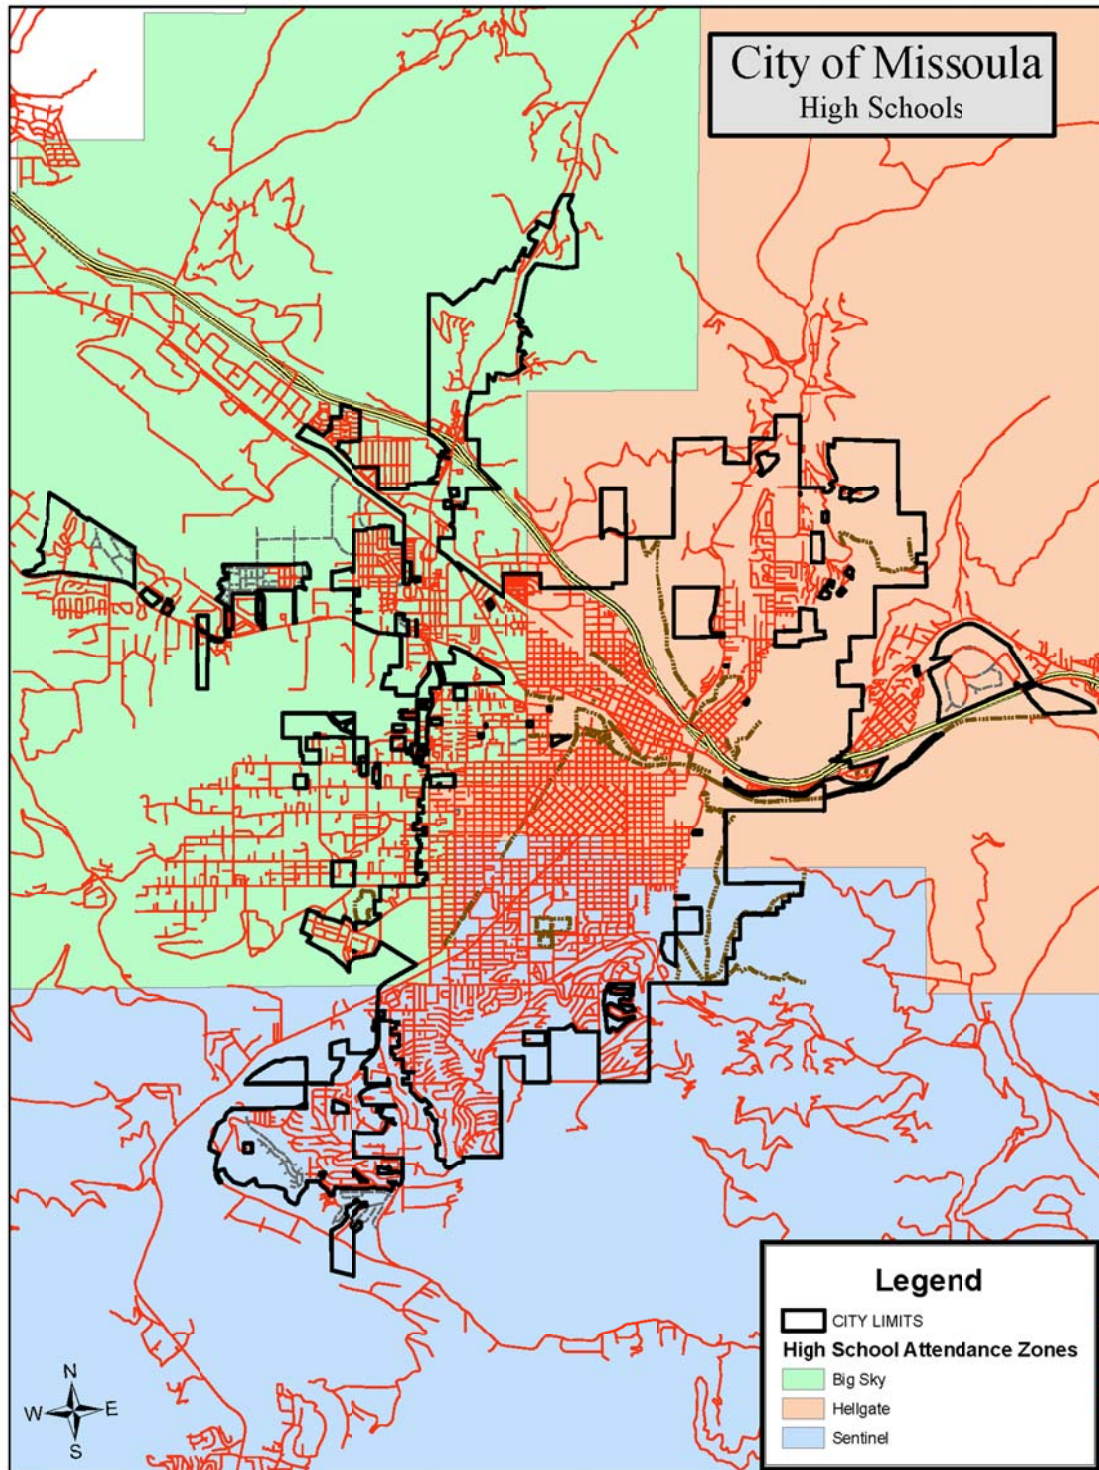 City of Missoula
High Schools
N
W E
S
Legend
CITY LIMITS
High School Attendance Zones
Big Sky
Hellgate
Sentinel